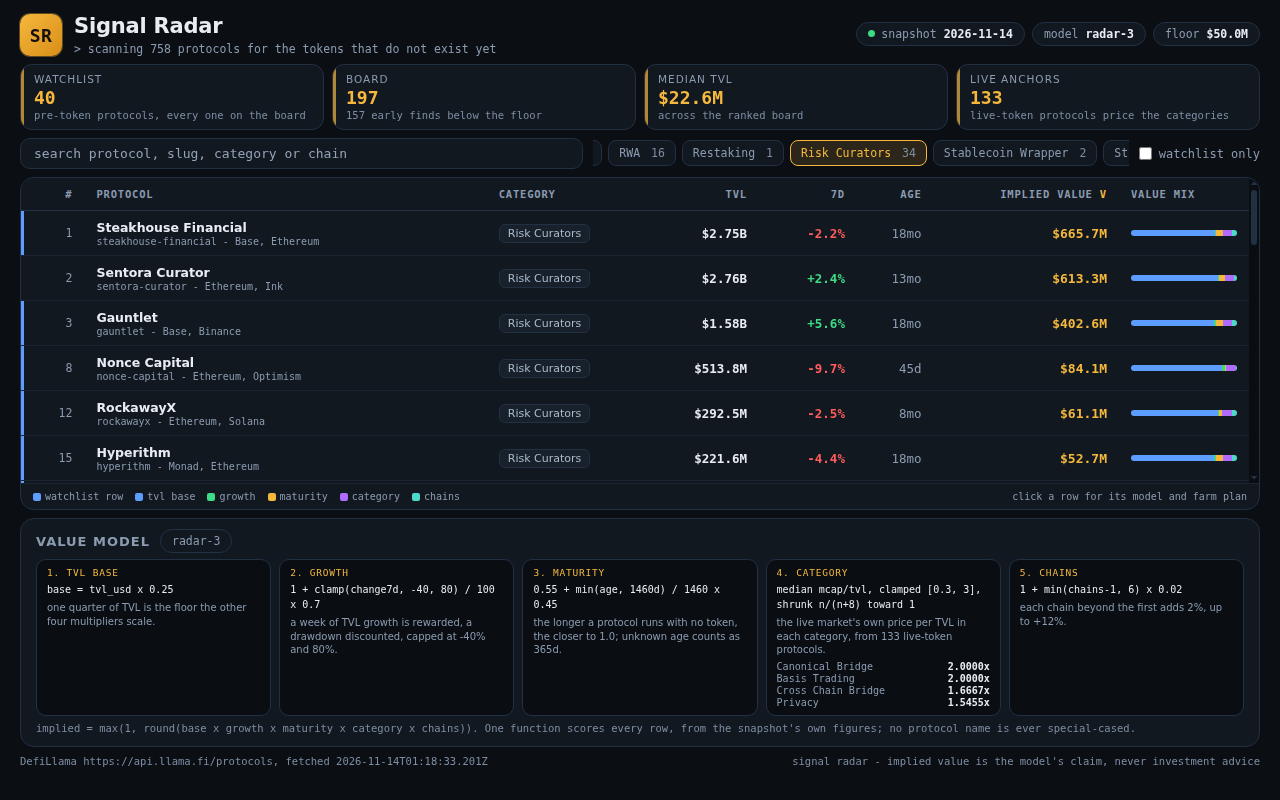 SR
Signal Radar
> scanning 758 protocols for the tokens that do not exist yet
snapshot 2026-11-14
model radar-3
floor $50.0M
WATCHLIST
40
pre-token protocols, every one on the board
BOARD
197
157 early finds below the floor
MEDIAN TVL
$22.6M
across the ranked board
LIVE ANCHORS
133
live-token protocols price the categories
search protocol, slug, category or chain
RWA 16
Restaking 1
Risk Curators 34
Stablecoin Wrapper 2
St
watchlist only
# PROTOCOL CATEGORY TVL 7D AGE IMPLIED VALUE V VALUE MIX
1 Steakhouse Financial Risk Curators $2.75B -2.2% 18mo $665.7M
steakhouse-financial - Base, Ethereum
2 Sentora Curator Risk Curators $2.76B +2.4% 13mo $613.3M
sentora-curator - Ethereum, Ink
3 Gauntlet Risk Curators $1.58B +5.6% 18mo $402.6M
gauntlet - Base, Binance
8 Nonce Capital Risk Curators $513.8M -9.7% 45d $84.1M
nonce-capital - Ethereum, Optimism
12 RockawayX Risk Curators $292.5M -2.5% 8mo $61.1M
rockawayx - Ethereum, Solana
15 Hyperithm Risk Curators $221.6M -4.4% 18mo $52.7M
hyperithm - Monad, Ethereum
watchlist row tvl base growth maturity category chains
click a row for its model and farm plan
VALUE MODEL radar-3
1. TVL BASE
base = tvl_usd x 0.25
one quarter of TVL is the floor the other
four multipliers scale.
2. GROWTH
1 + clamp(change7d, -40, 80) / 100
x 0.7
a week of TVL growth is rewarded, a
drawdown discounted, capped at -40%
and 80%.
3. MATURITY
0.55 + min(age, 1460d) / 1460 x
0.45
the longer a protocol runs with no token,
the closer to 1.0; unknown age counts as
365d.
4. CATEGORY
median mcap/tvl, clamped [0.3, 3],
shrunk n/(n+8) toward 1
the live market's own price per TVL in
each category, from 133 live-token
protocols.
Canonical Bridge 2.0000x
Basis Trading 2.0000x
Cross Chain Bridge 1.6667x
Privacy 1.5455x
5. CHAINS
1 + min(chains-1, 6) x 0.02
each chain beyond the first adds 2%, up
to +12%.
implied = max(1, round(base x growth x maturity x category x chains)). One function scores every row, from the snapshot's own figures; no protocol name is ever special-cased.
DefiLlama https://api.llama.fi/protocols, fetched 2026-11-14T01:18:33.201Z
signal radar - implied value is the model's claim, never investment advice